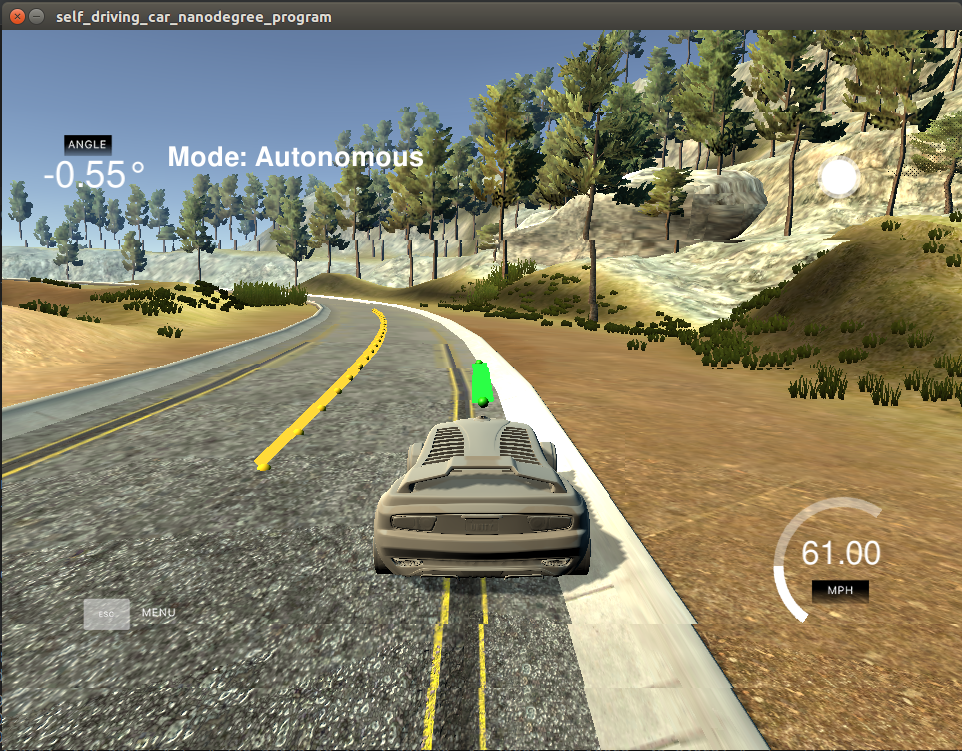 self_driving_car_nanodegree_program
ANGLE
-0.55°
Mode: Autonomous
61.00
MPH
ESC
MENU